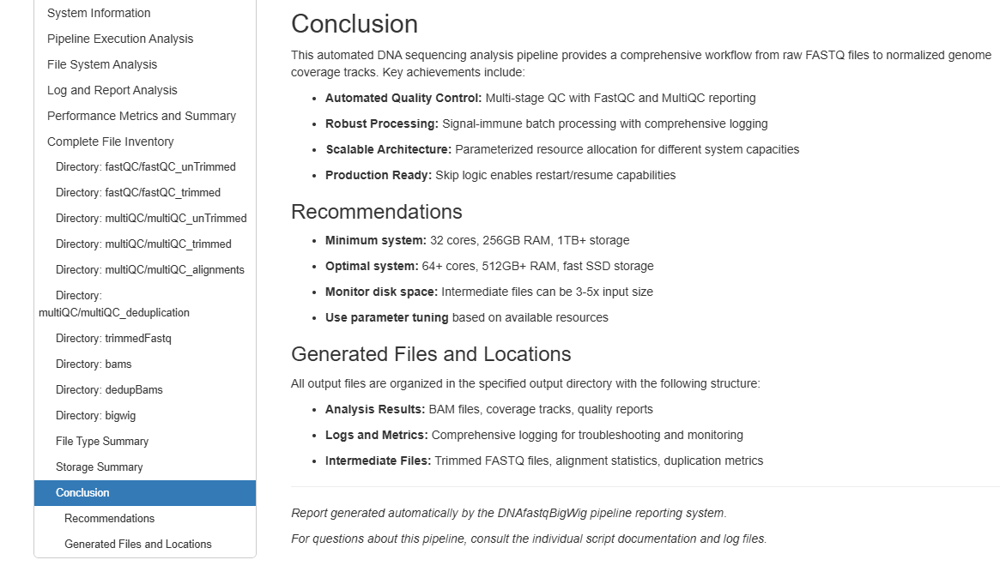 System Information
Pipeline Execution Analysis
File System Analysis
Log and Report Analysis
Performance Metrics and Summary
Complete File Inventory
Directory: fastQC/fastQC_unTrimmed
Directory: fastQC/fastQC_trimmed
Directory: multiQC/multiQC_unTrimmed
Directory: multiQC/multiQC_trimmed
Directory: multiQC/multiQC_alignments
Directory:
multiQC/multiQC_deduplication
Directory: trimmedFastq
Directory: bams
Directory: dedupBams
Directory: bigwig
File Type Summary
Storage Summary
Conclusion
Recommendations
Generated Files and Locations
Conclusion
This automated DNA sequencing analysis pipeline provides a comprehensive workflow from raw FASTQ files to normalized genome
coverage tracks. Key achievements include:
• Automated Quality Control: Multi-stage QC with FastQC and MultiQC reporting
• Robust Processing: Signal-immune batch processing with comprehensive logging
• Scalable Architecture: Parameterized resource allocation for different system capacities
• Production Ready: Skip logic enables restart/resume capabilities
Recommendations
• Minimum system: 32 cores, 256GB RAM, 1TB+ storage
• Optimal system: 64+ cores, 512GB+ RAM, fast SSD storage
• Monitor disk space: Intermediate files can be 3-5x input size
• Use parameter tuning based on available resources
Generated Files and Locations
All output files are organized in the specified output directory with the following structure:
• Analysis Results: BAM files, coverage tracks, quality reports
• Logs and Metrics: Comprehensive logging for troubleshooting and monitoring
• Intermediate Files: Trimmed FASTQ files, alignment statistics, duplication metrics
Report generated automatically by the DNAfastqBigWig pipeline reporting system.
For questions about this pipeline, consult the individual script documentation and log files.